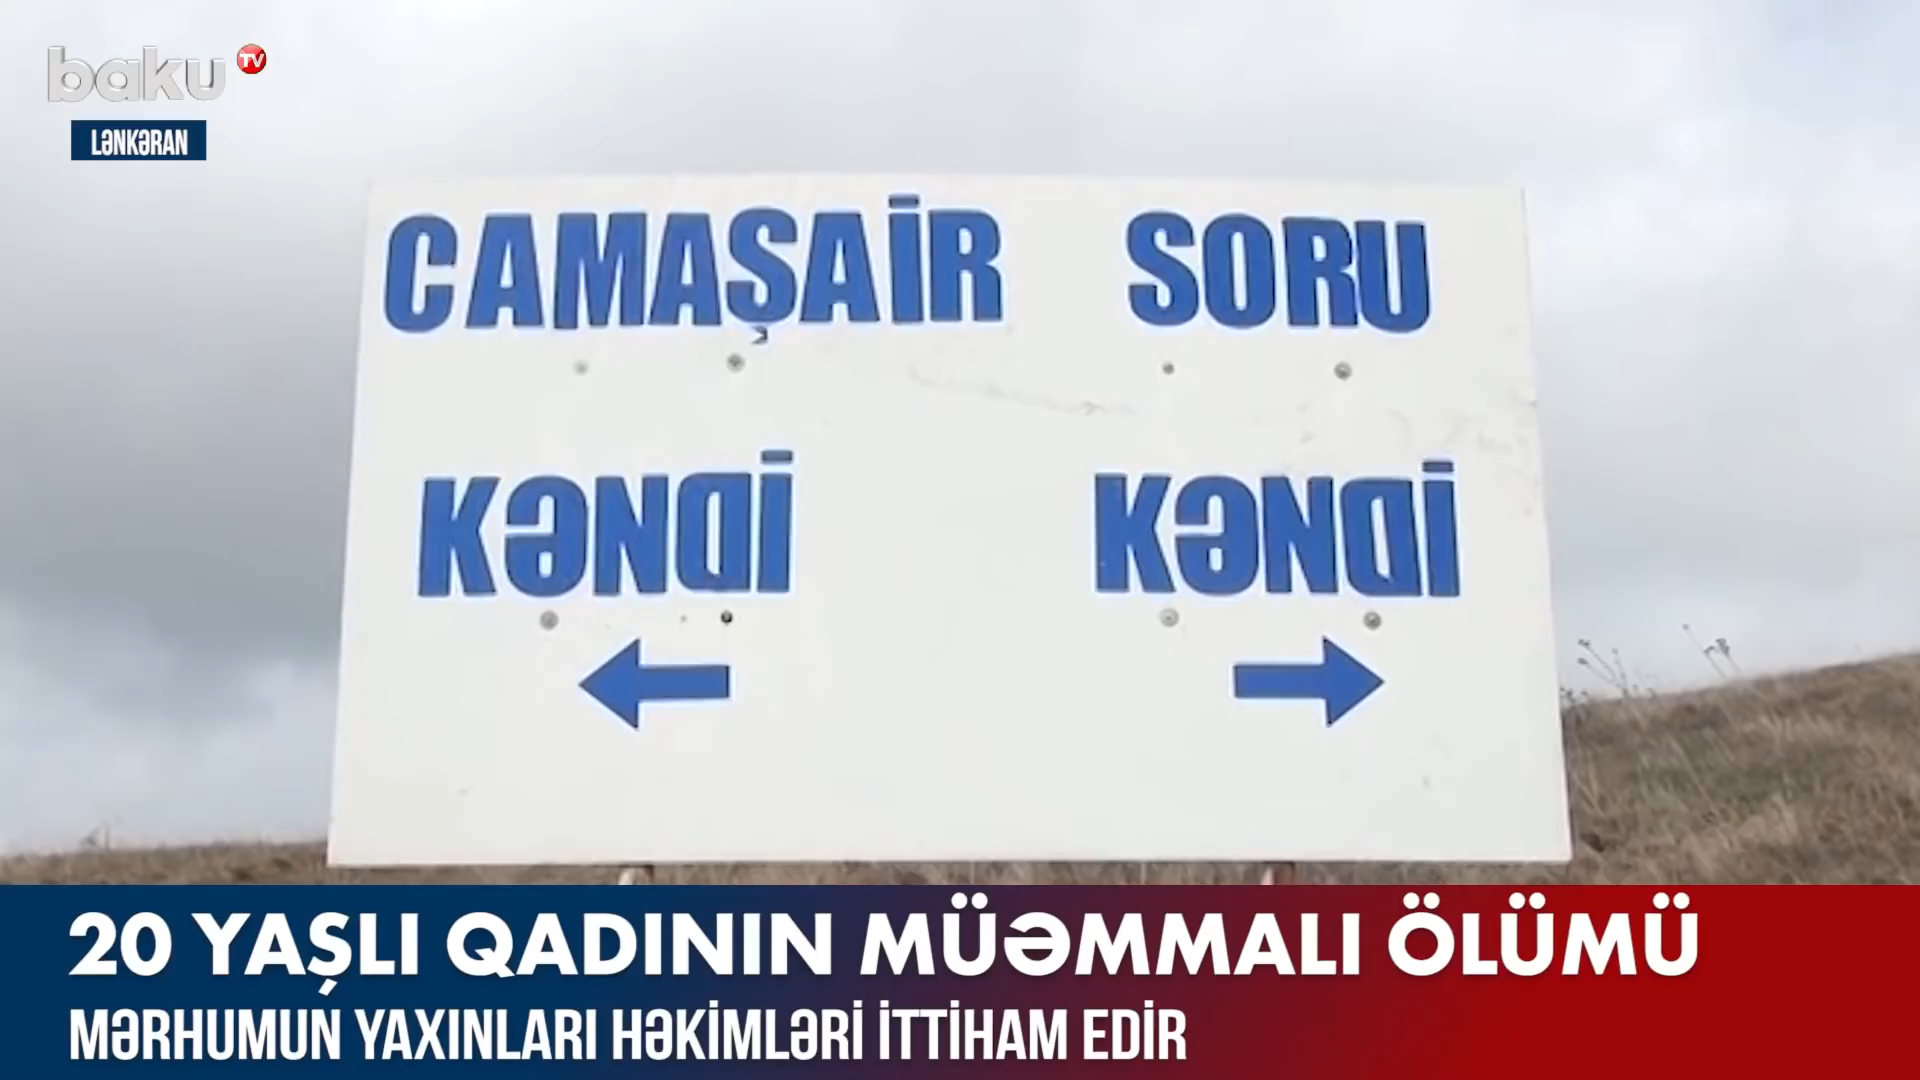 baku TV
LƏNKƏRAN
CAMAŞAİR SORU
KƏNDİ KƏNDİ
20 YAŞLI QADININ MÜƏMMALI ÖLÜMÜ
MƏRHUMUN YAXINLARI HƏKİMLƏRİ İTTİHAM EDİR